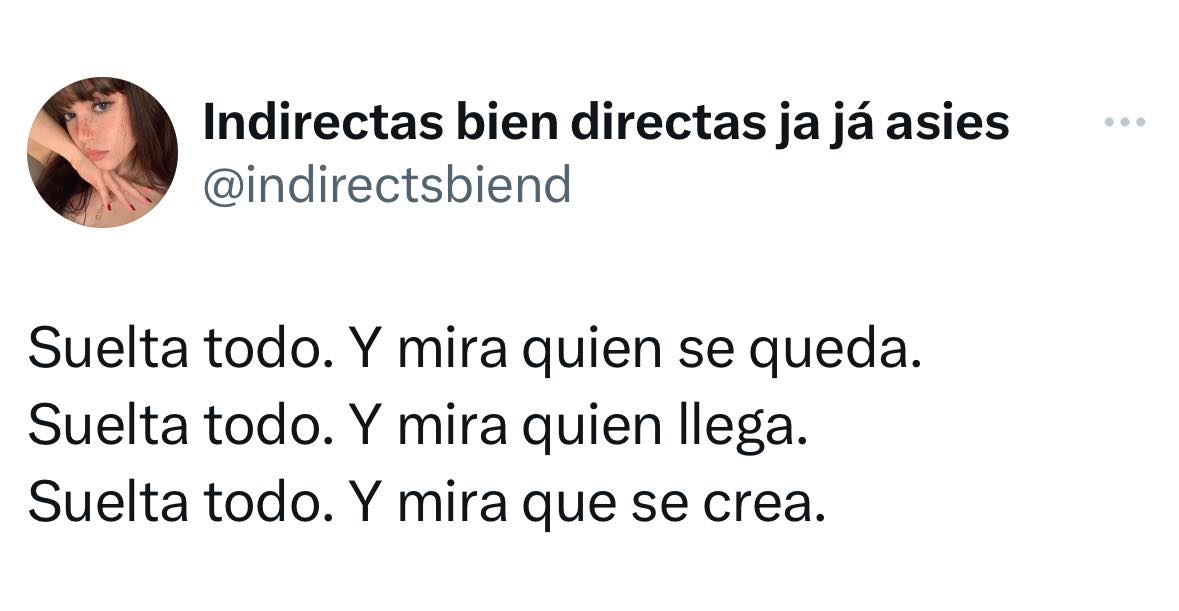 Indirectas bien directas ja já asies
@indirectsbiend
Suelta todo. Y mira quien se queda.
Suelta todo. Y mira quien llega.
Suelta todo. Y mira que se crea.